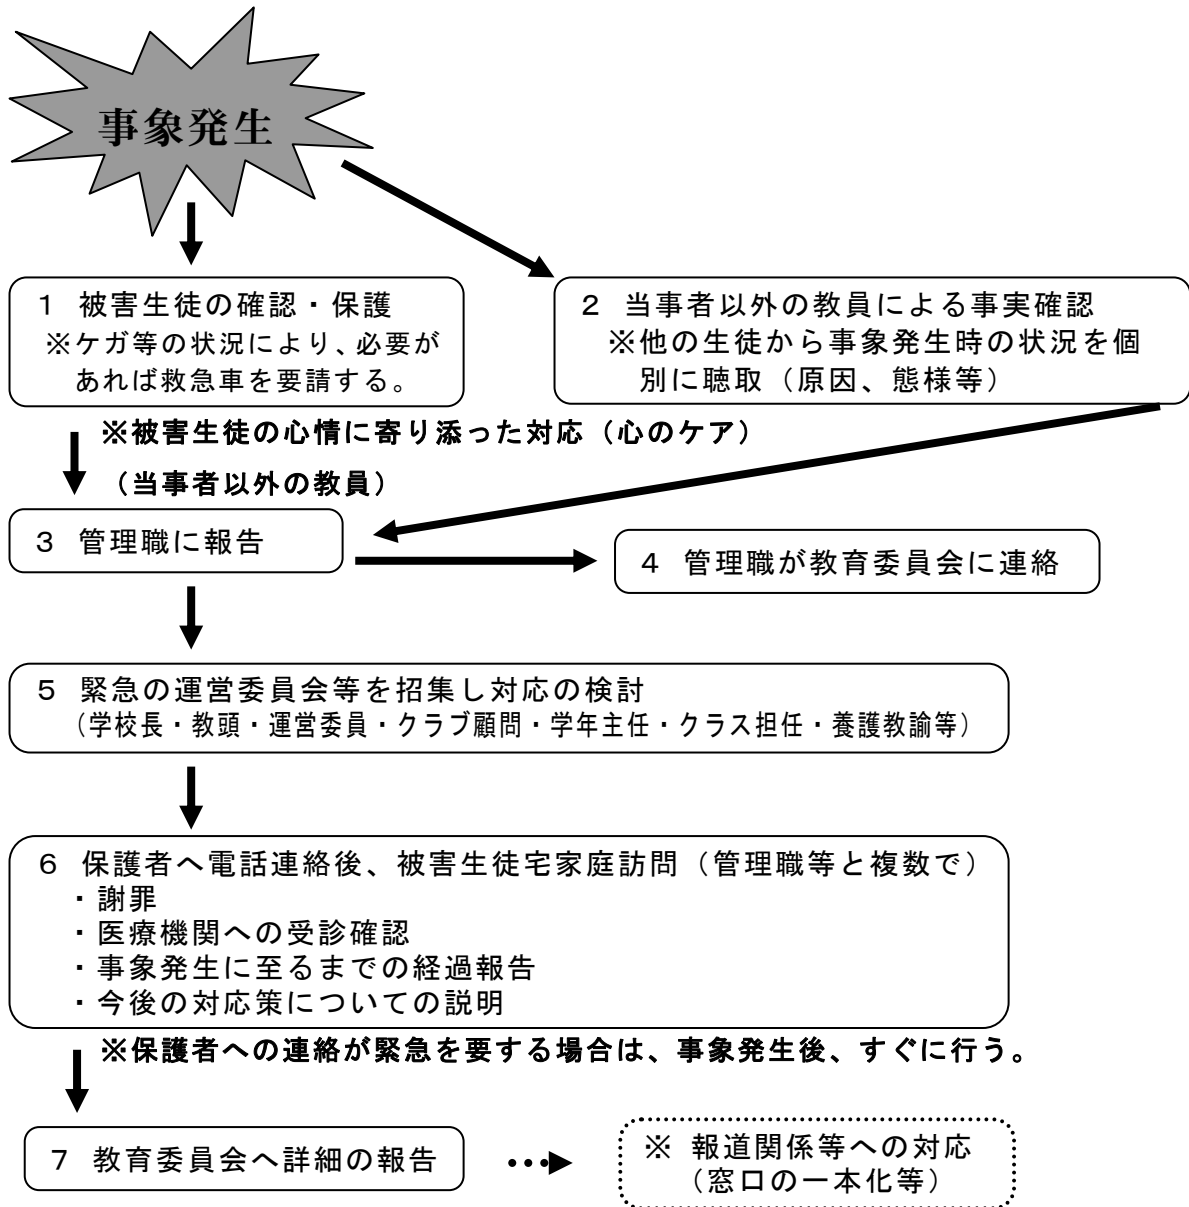 事象発生
1 被害生徒の確認・保護
※ケガ等の状況により、必要が
あれば救急車を要請する。
2 当事者以外の教員による事実確認
※他の生徒から事象発生時の状況を個
別に聴取（原因、態様等）
※被害生徒の心情に寄り添った対応（心のケア）
（当事者以外の教員）
3 管理職に報告
4 管理職が教育委員会に連絡
5 緊急の運営委員会等を招集し対応の検討
（学校長・教頭・運営委員・クラブ顧問・学年主任・クラス担任・養護教諭等）
6 保護者へ電話連絡後、被害生徒宅家庭訪問（管理職等と複数で）
・謝罪
・医療機関への受診確認
・事象発生に至るまでの経過報告
・今後の対応策についての説明
※保護者への連絡が緊急を要する場合は、事象発生後、すぐに行う。
7 教育委員会へ詳細の報告
※ 報道関係等への対応
（窓口の一本化等）